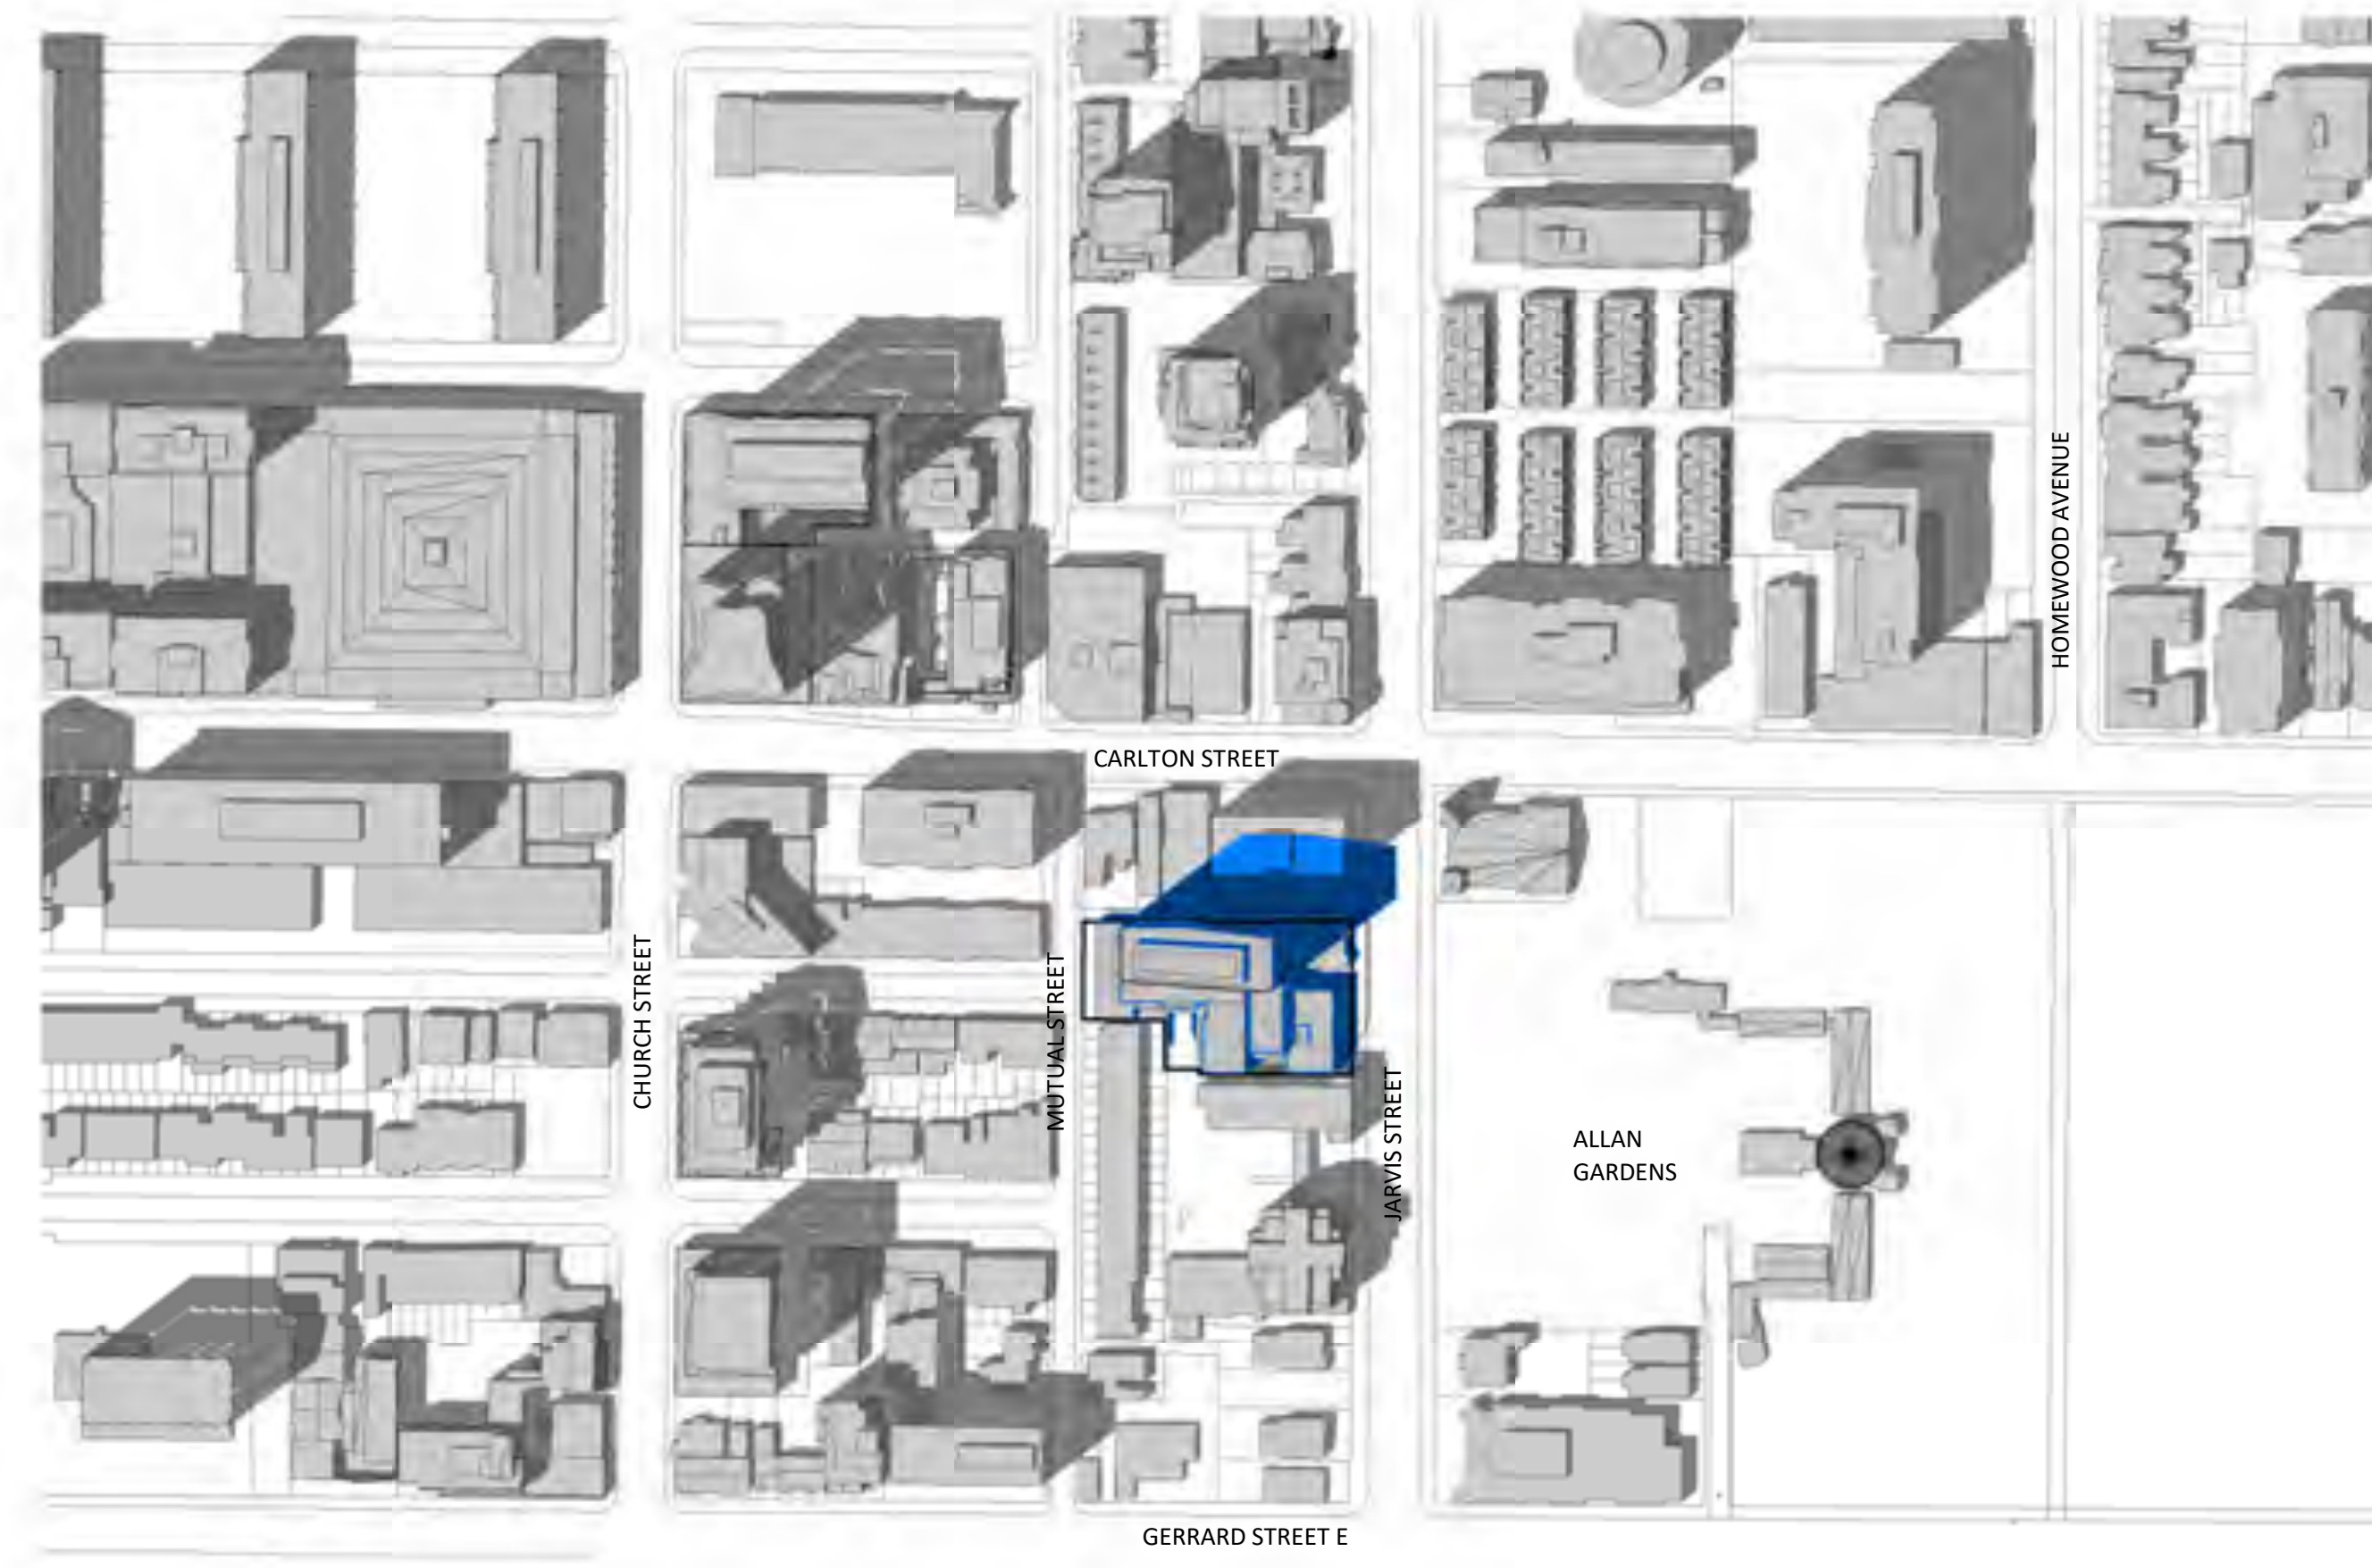 HOMEWOOD AVENUE
CARLTON STREET
CHURCH STREET
MUTUAL STREET
JARVIS STREET
ALLAN
GARDENS
GERRARD STREET E